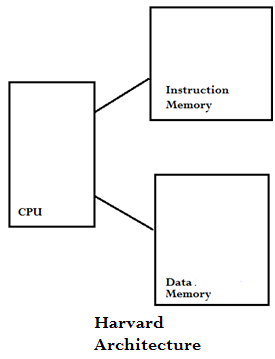 Instruction
Memory
CPU
Data .
Memory
Harvard
Architecture